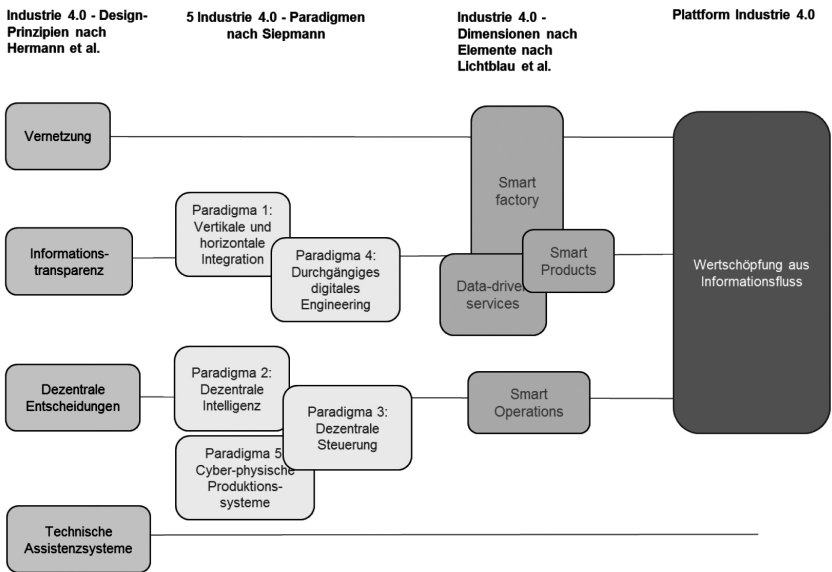 Industrie 4.0 - Design-
Prinzipien nach
Hermann et al.
5 Industrie 4.0 - Paradigmen
nach Siepmann
Industrie 4.0 -
Dimensionen nach
Elemente nach
Lichtblau et al.
Plattform Industrie 4.0
Vernetzung
Smart
factory
Informations-
transparenz
Paradigma 1:
Vertikale und
horizontale
Integration
Paradigma 4:
Durchgängiges
digitales
Engineering
Data-driven
services
Smart
Products
Wertschöpfung aus
Informationsfluss
Dezentrale
Entscheidungen
Paradigma 2:
Dezentrale
Intelligenz
Paradigma 3:
Dezentrale
Steuerung
Smart
Operations
Paradigma 5
Cyber-physische
Produktions-
systeme
Technische
Assistenzsysteme